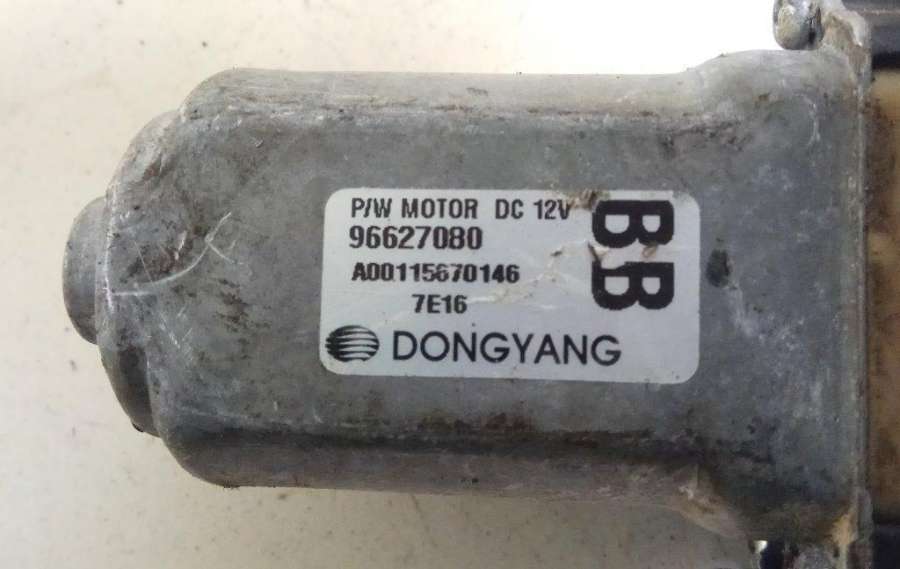 P/W MOTOR DC 12V
96627080
A00115670146
7E16
DONGYANG
BB